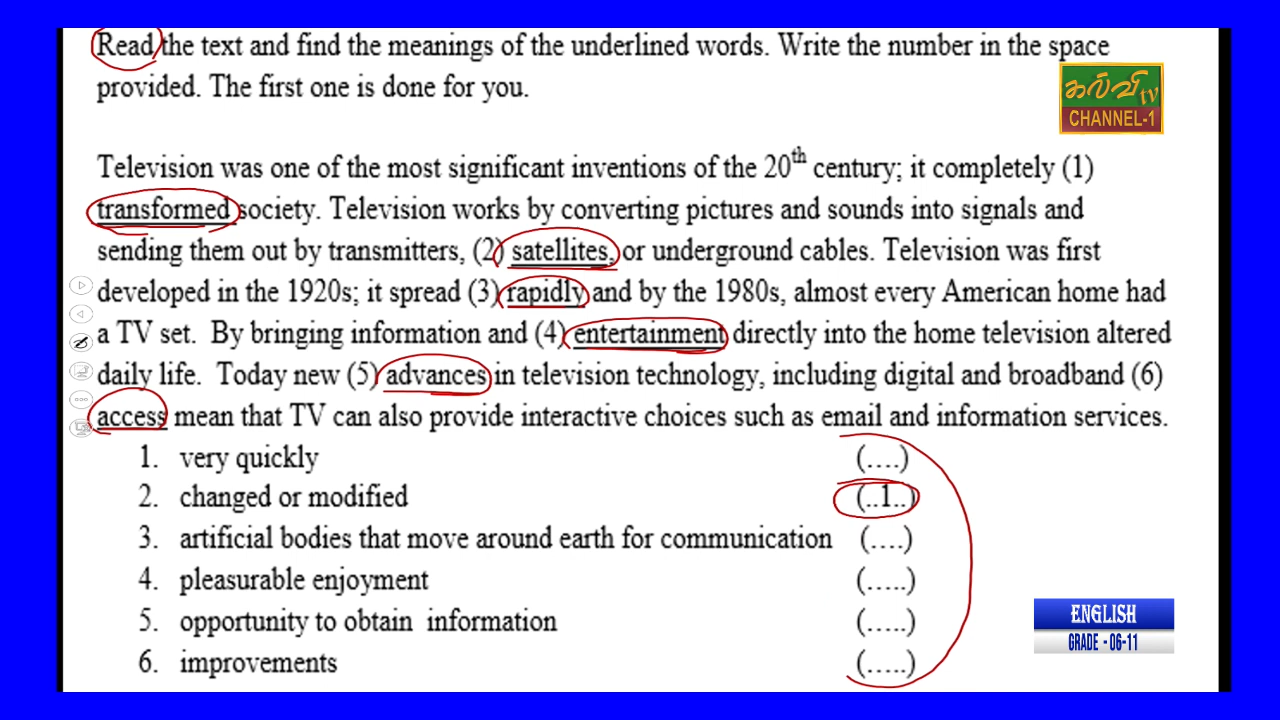 Read the text and find the meanings of the underlined words. Write the number in the space
provided. The first one is done for you.
கல்வி tv
CHANNEL-1
Television was one of the most significant inventions of the 20th century; it completely (1)
transformed society. Television works by converting pictures and sounds into signals and
sending them out by transmitters, (2) satellites, or underground cables. Television was first
developed in the 1920s; it spread (3) rapidly and by the 1980s, almost every American home had
a TV set. By bringing information and (4) entertainment directly into the home television altered
daily life. Today new (5) advances in television technology, including digital and broadband (6)
access mean that TV can also provide interactive choices such as email and information services.
1. very quickly (....)
2. changed or modified (..1..)
3. artificial bodies that move around earth for communication (....)
4. pleasurable enjoyment (.....)
5. opportunity to obtain information (.....)
6. improvements (.....)
ENGLISH
GRADE - 06-11